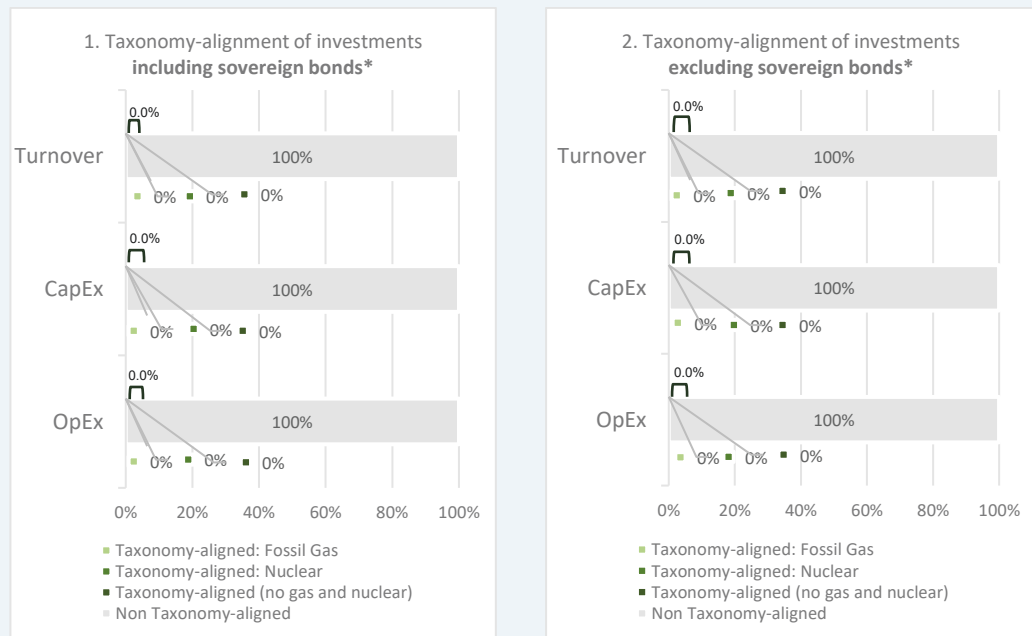 1. Taxonomy-alignment of investments
including sovereign bonds*
0.0%
Turnover
100%
0% 0% 0%
0.0%
CapEx
100%
0% 0% 0%
0.0%
OpEx
100%
0% 0% 0%
0% 20% 40% 60% 80% 100%
Taxonomy-aligned: Fossil Gas
Taxonomy-aligned: Nuclear
Taxonomy-aligned (no gas and nuclear)
Non Taxonomy-aligned
2. Taxonomy-alignment of investments
excluding sovereign bonds*
0.0%
Turnover
100%
0% 0% 0%
0.0%
CapEx
100%
0% 0% 0%
0.0%
OpEx
100%
0% 0% 0%
0% 20% 40% 60% 80% 100%
Taxonomy-aligned: Fossil Gas
Taxonomy-aligned: Nuclear
Taxonomy-aligned (no gas and nuclear)
Non Taxonomy-aligned